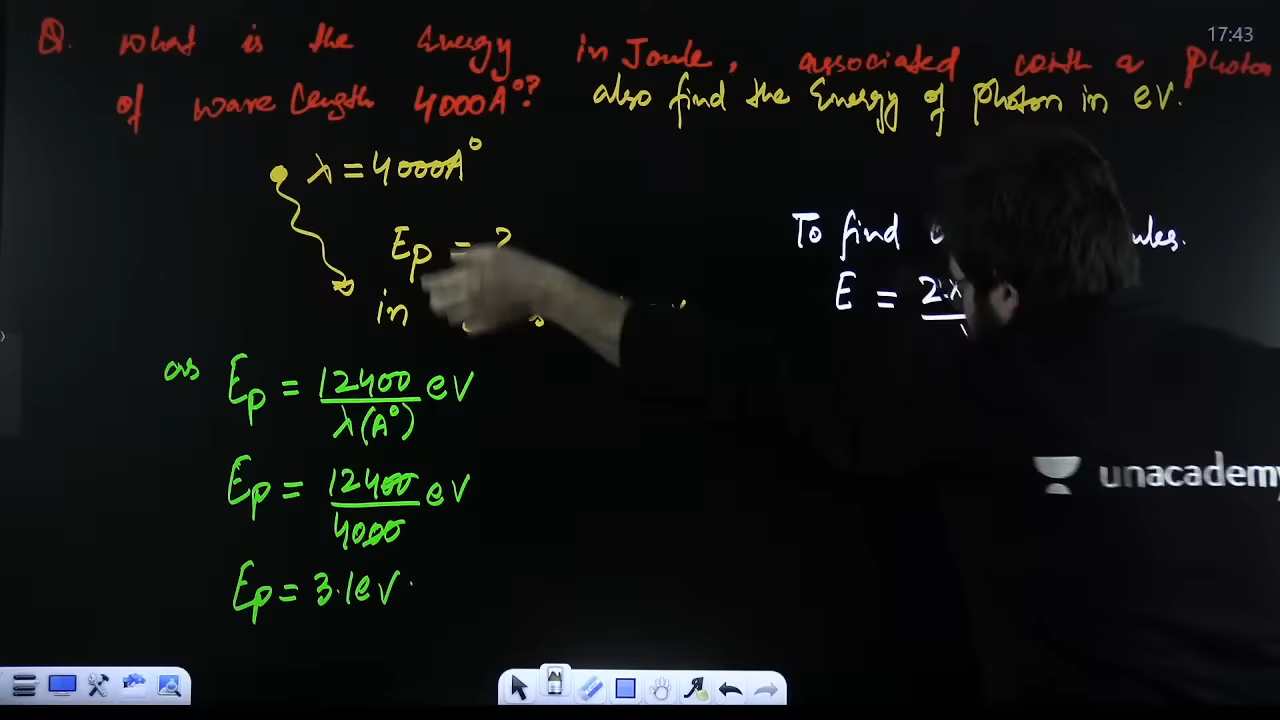 17:43
Q. What is the Energy in Joule, associated with a photon
of wave length 4000A°? also find the Energy of photon in eV.
λ = 4000A°
Ep = ?
in
To find
E =
as Ep = 12400 / λ(A°) eV
Ep = 12400 / 4000 eV
Ep = 3.1eV.
unacademy